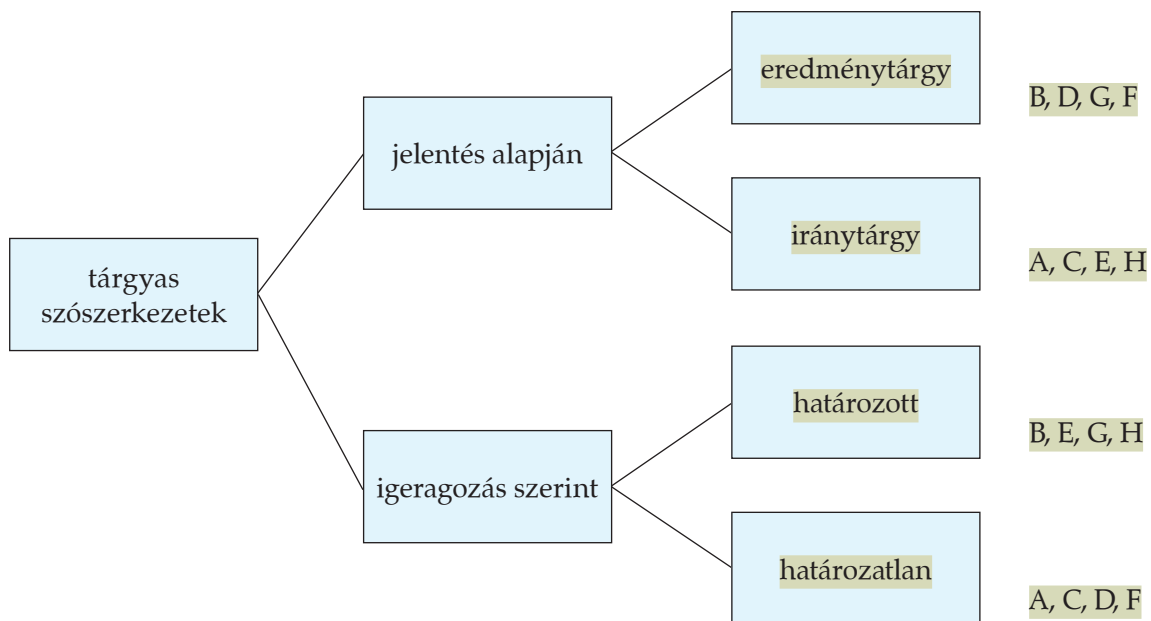 eredménytárgy
B, D, G, F
jelentés alapján
iránytárgy
A, C, E, H
tárgyas
szószerkezetek
határozott
B, E, G, H
igeragozás szerint
határozatlan
A, C, D, F